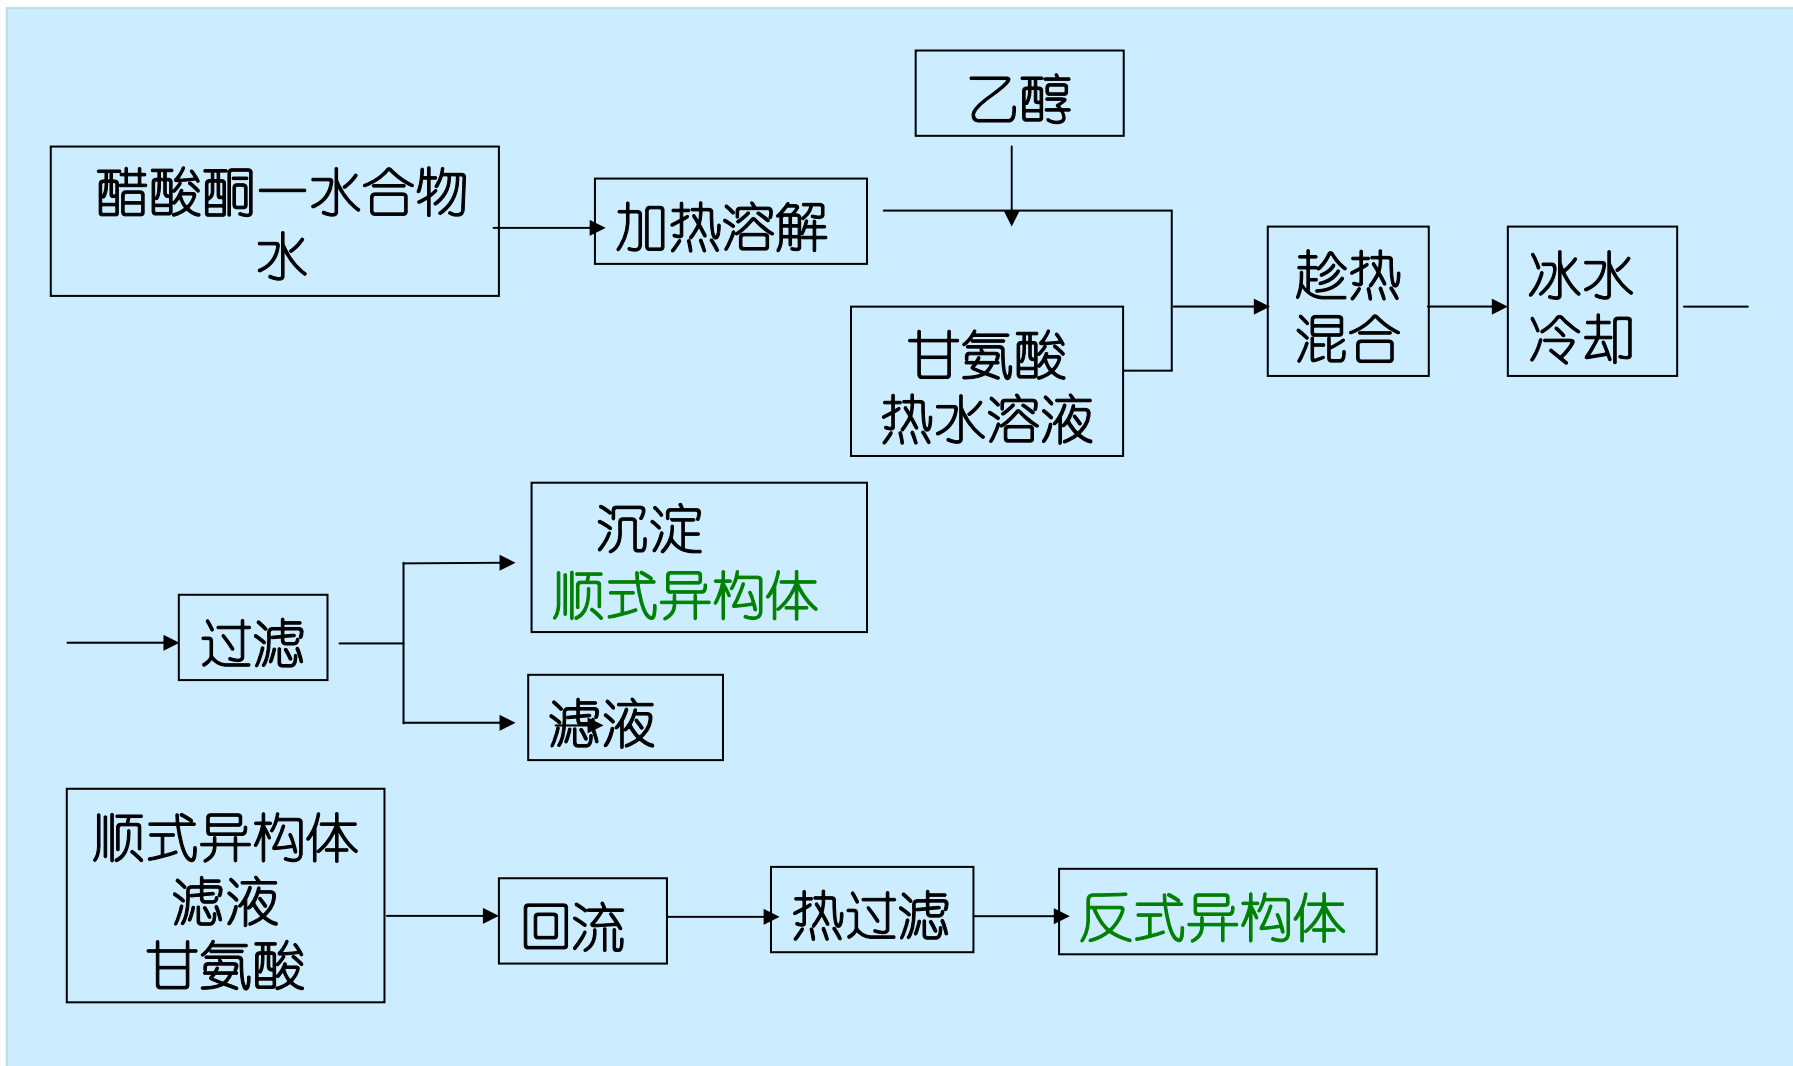 乙醇
醋酸酮一水合物
水
加热溶解
甘氨酸
热水溶液
趁热
混合
冰水
冷却
过滤
沉淀
顺式异构体
滤液
顺式异构体
滤液
甘氨酸
回流
热过滤
反式异构体